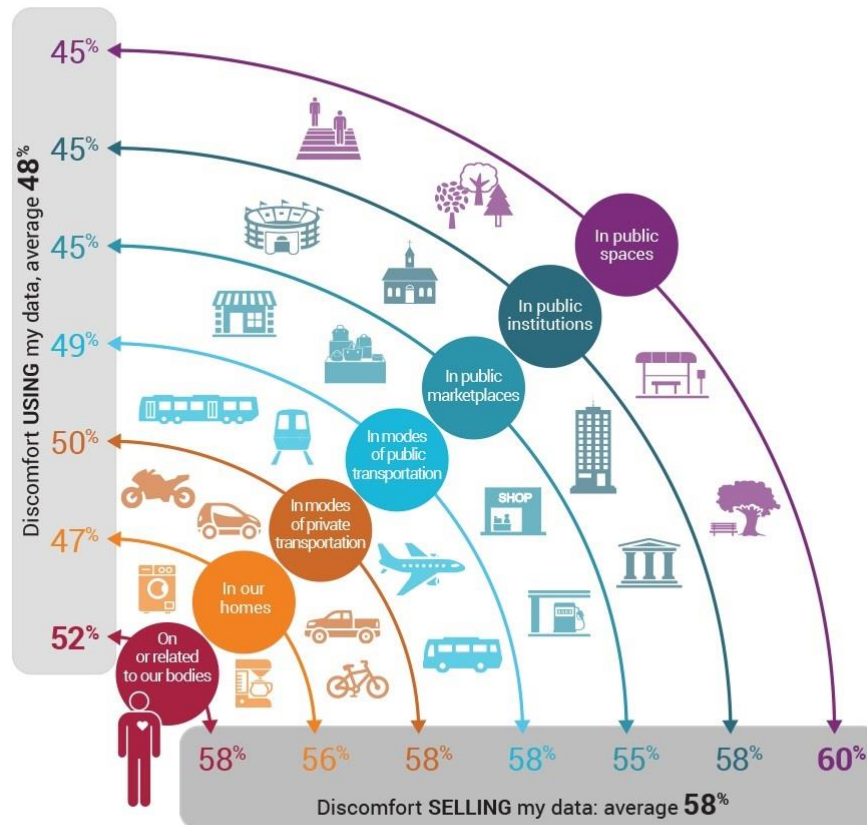 45%
45%
45%
49%
50%
47%
52%
Discomfort USING my data, average 48%
In public
spaces
In public
institutions
In public
marketplaces
In modes
of public
transportation
In modes
of private
transportation
In our
homes
On
or related
to our bodies
SHOP
58%
56%
58%
58%
55%
58%
60%
Discomfort SELLING my data: average 58%